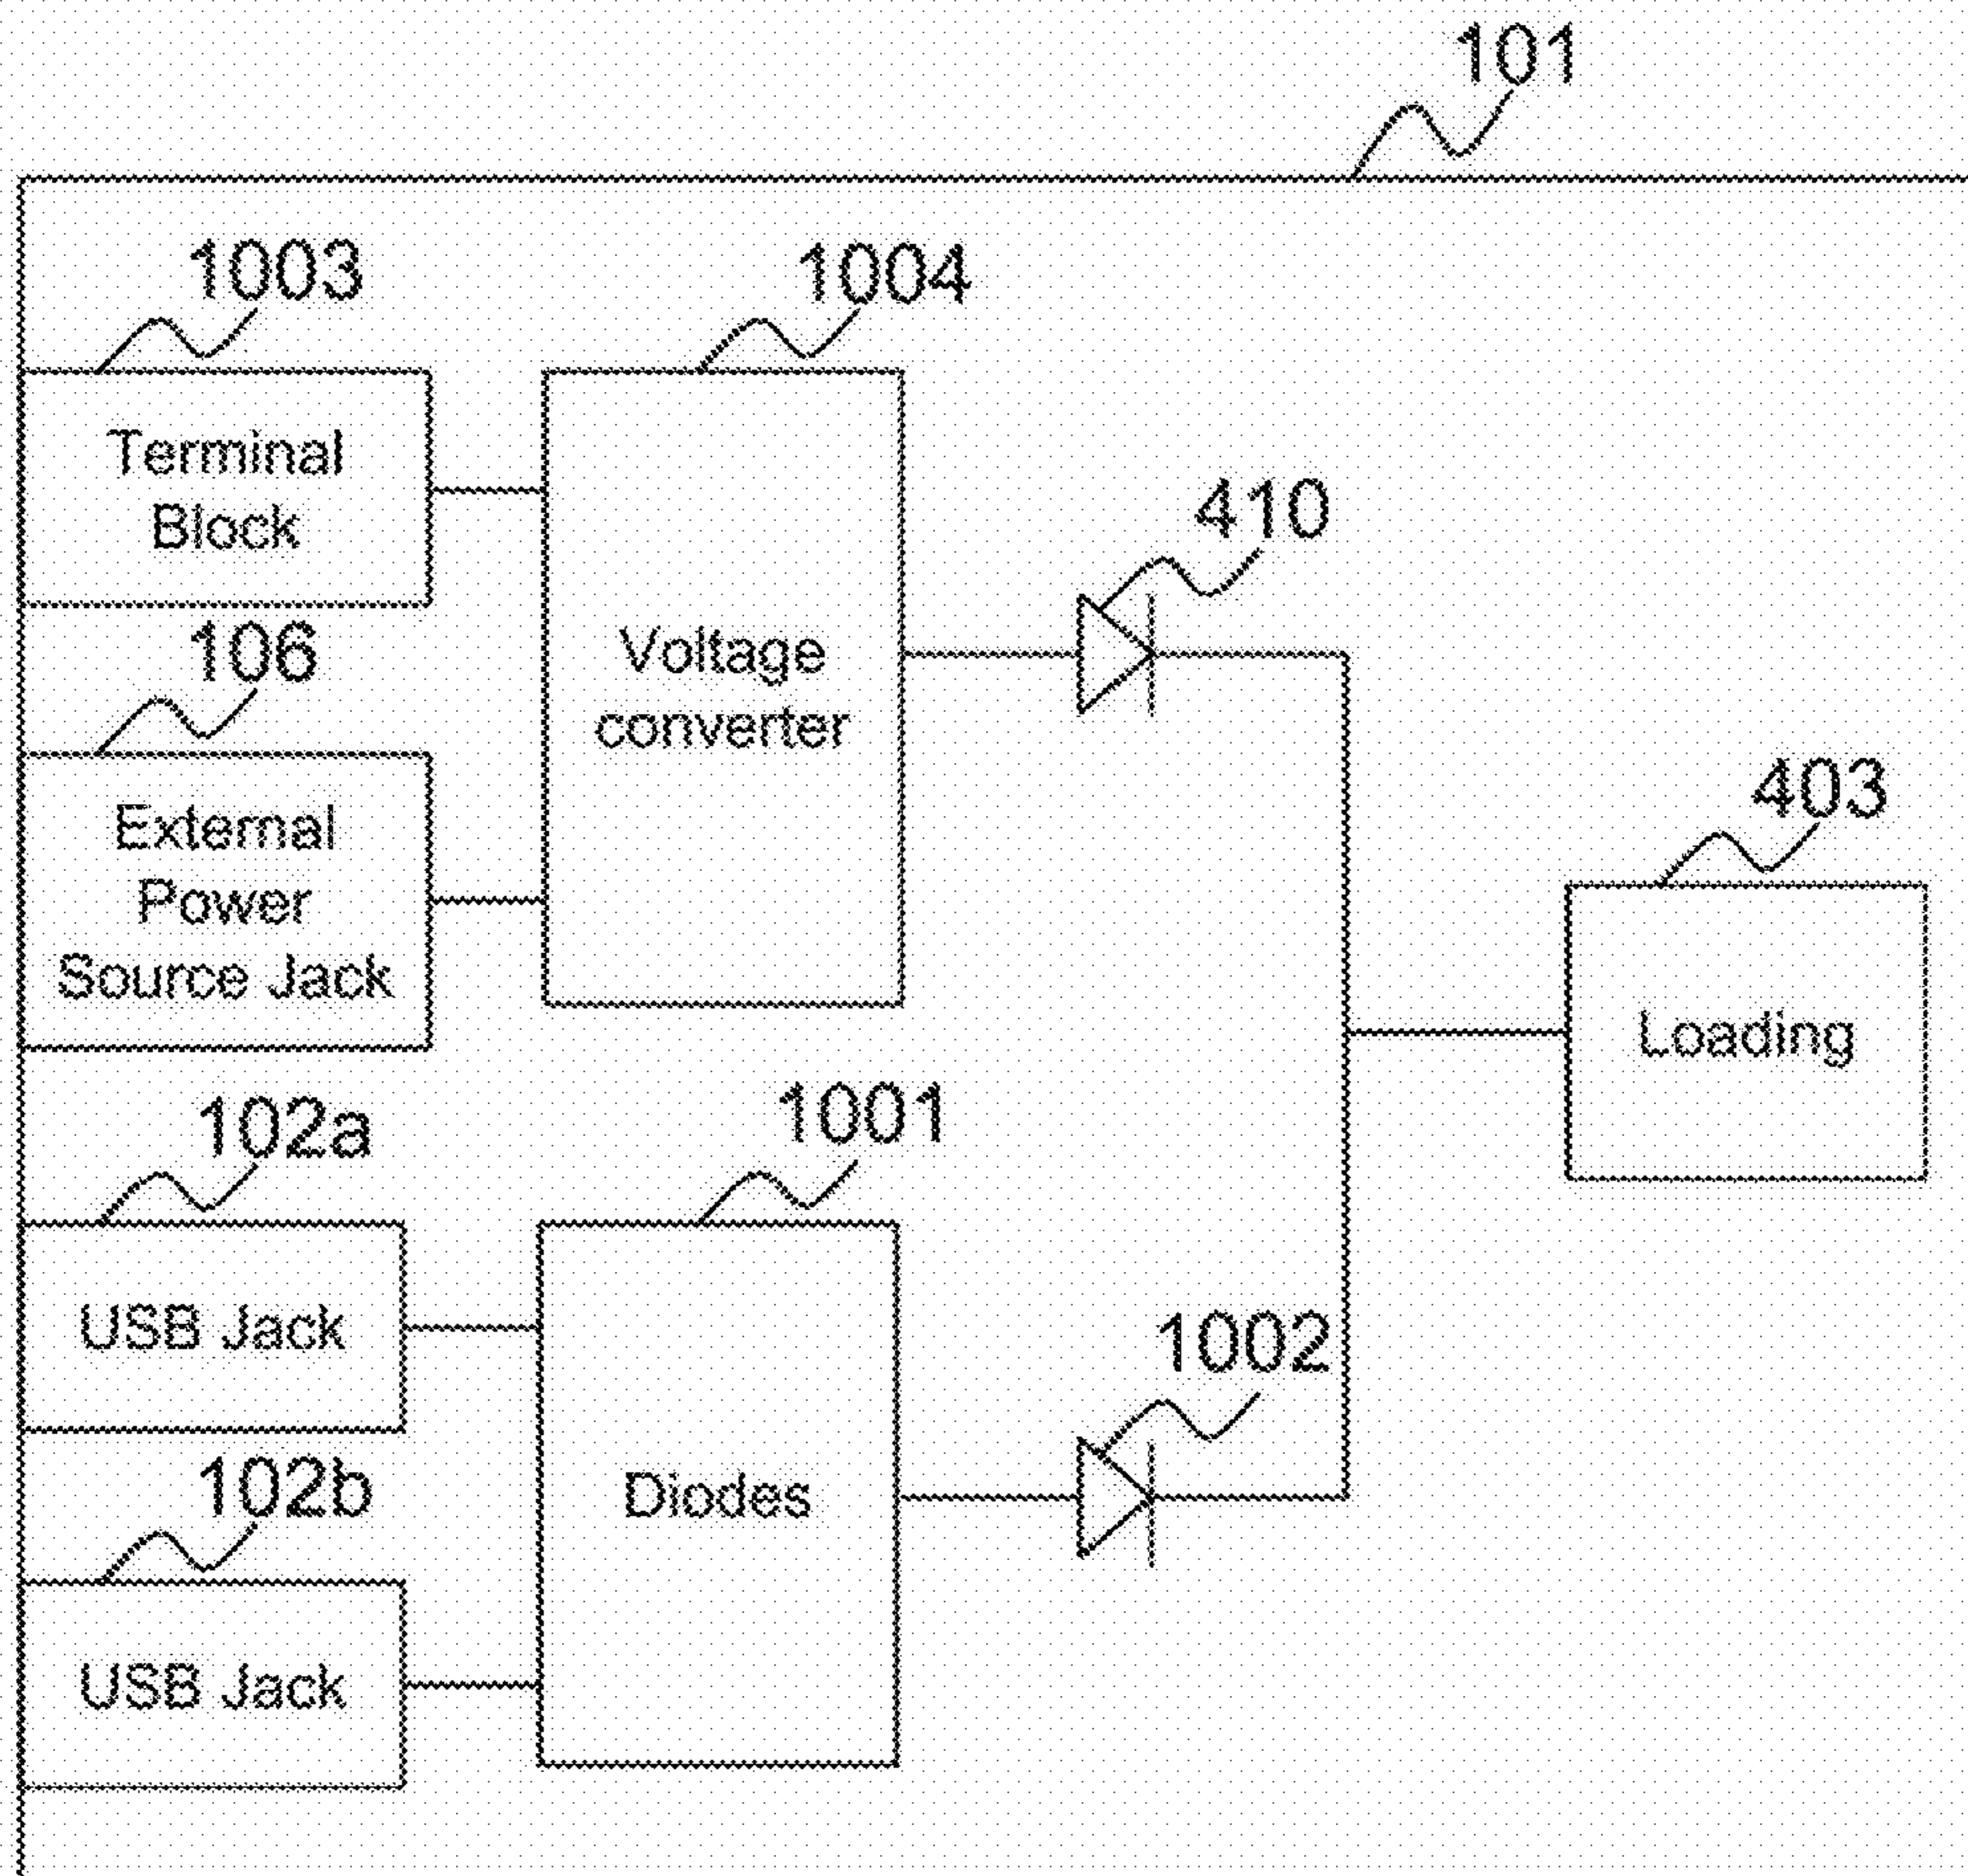 101
1003
1004
Terminal
Block
410
106
Voltage
converter
External
Power
Source Jack
403
Loading
102a
1001
USB Jack
1002
102b
Diodes
USB Jack